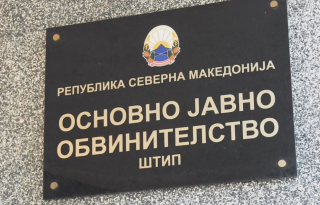 РЕПУБЛИКА СЕВЕРНА МАКЕДОНИЈА
ОСНОВНО ЈАВНО
ОБВИНИТЕЛСТВО
ШТИП